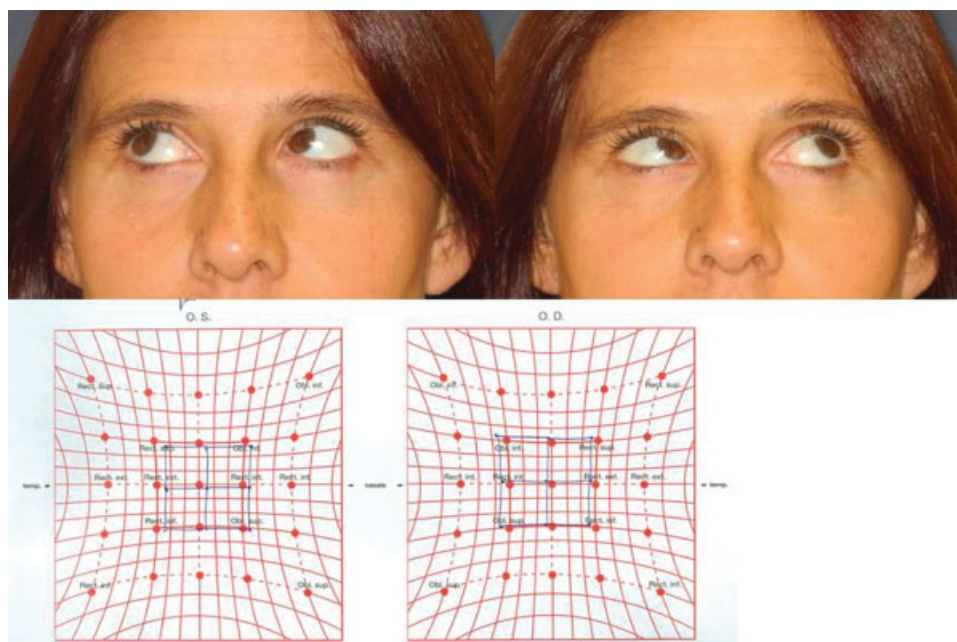 O. S.
O. D.
Rect. sup.
Obl. inf.
Obl. inf.
Rect. sup.
Obl. inf.
Obl. inf.
Rect. sup.
temp.
Rect. ext.
Rect. ext.
Rect. int.
Rect. int.
nasale
Rect. int.
Rect. int.
Rect. ext.
Rect. ext.
temp.
Rect. inf.
Obl. sup.
Obl. sup.
Rect. inf.
Rect. inf.
Obl. sup.
Obl. sup.
Rect. inf.